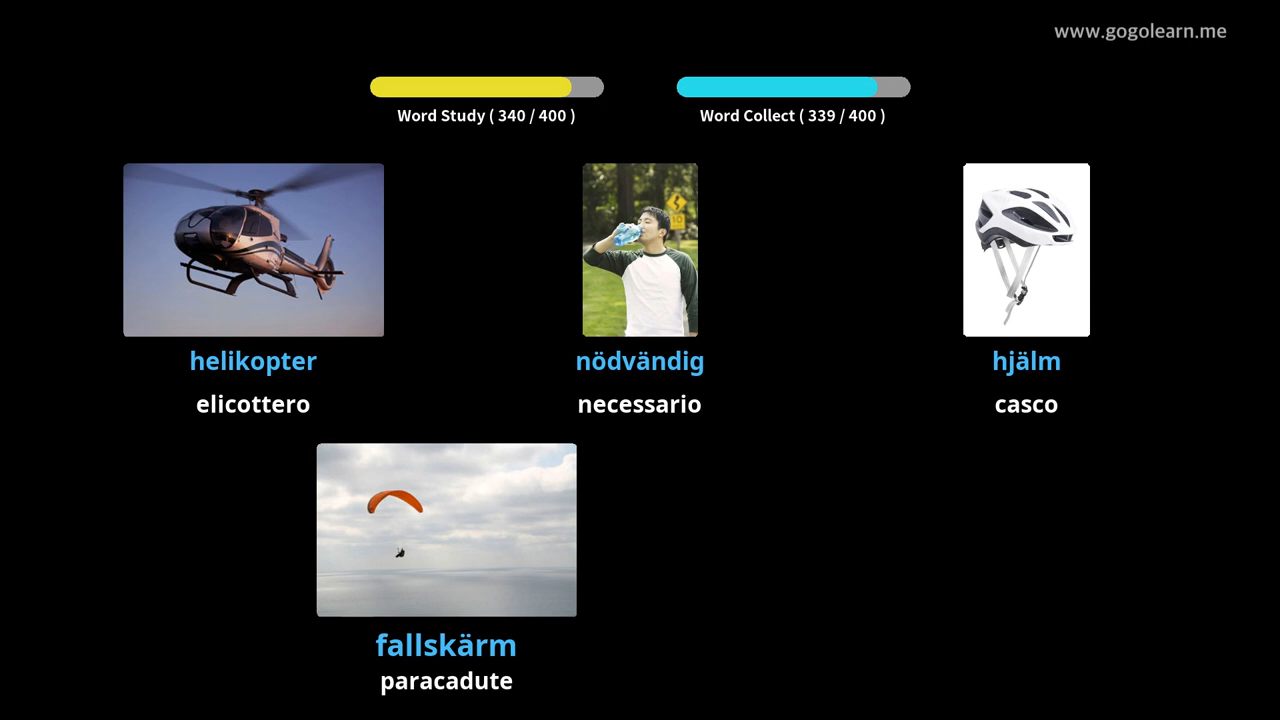 www.gogolearn.me
Word Study ( 340 / 400 )
Word Collect ( 339 / 400 )
helikopter
nödvändig
hjälm
elicottero
necessario
casco
fallskärm
paracadute